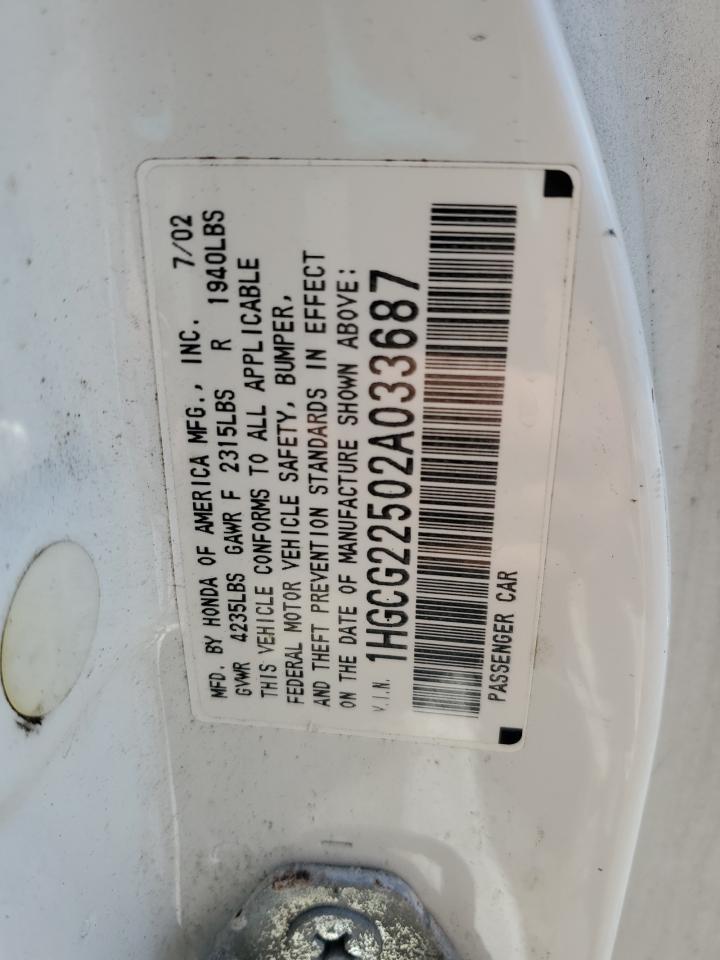 MFD. BY HONDA OF AMERICA MFG., INC. 7/02
GVWR 4235LBS GAWR F 2315LBS R 1940LBS
THIS VEHICLE CONFORMS TO ALL APPLICABLE
FEDERAL MOTOR VEHICLE SAFETY, BUMPER,
AND THEFT PREVENTION STANDARDS IN EFFECT
ON THE DATE OF MANUFACTURE SHOWN ABOVE:
V.I.N. 1HGCG22502A033687
PASSENGER CAR